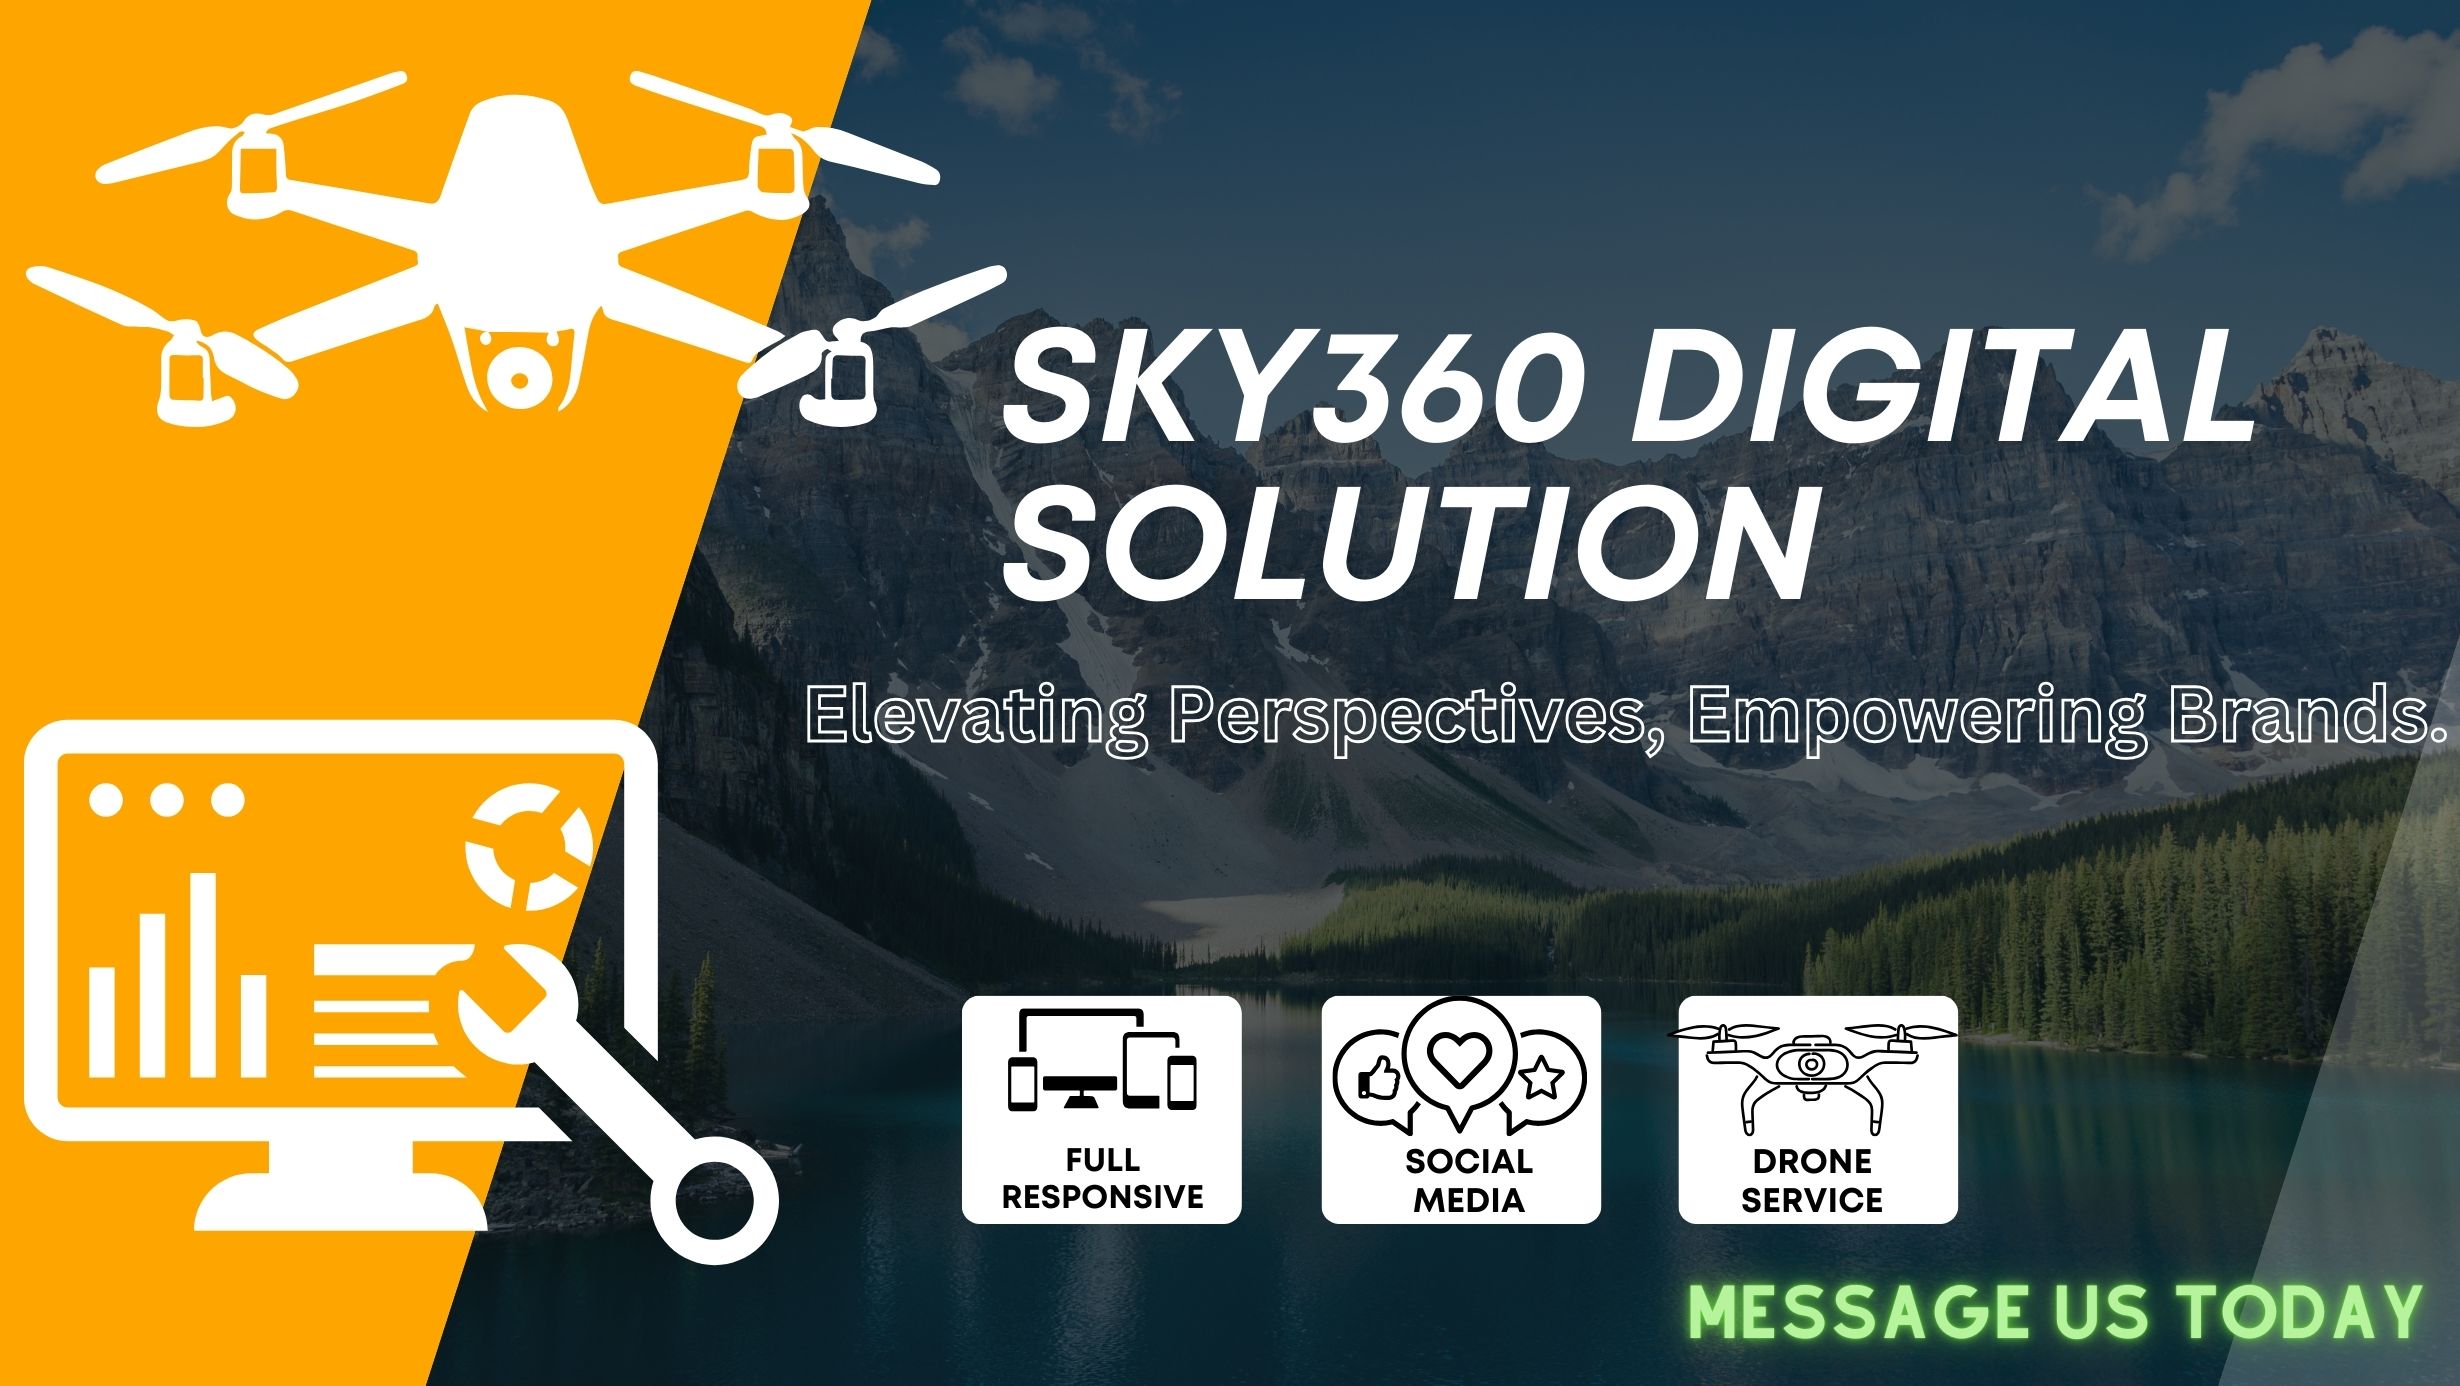 SKY360 DIGITAL
SOLUTION
Elevating Perspectives, Empowering Brands.
FULL
RESPONSIVE
SOCIAL
MEDIA
DRONE
SERVICE
MESSAGE US TODAY